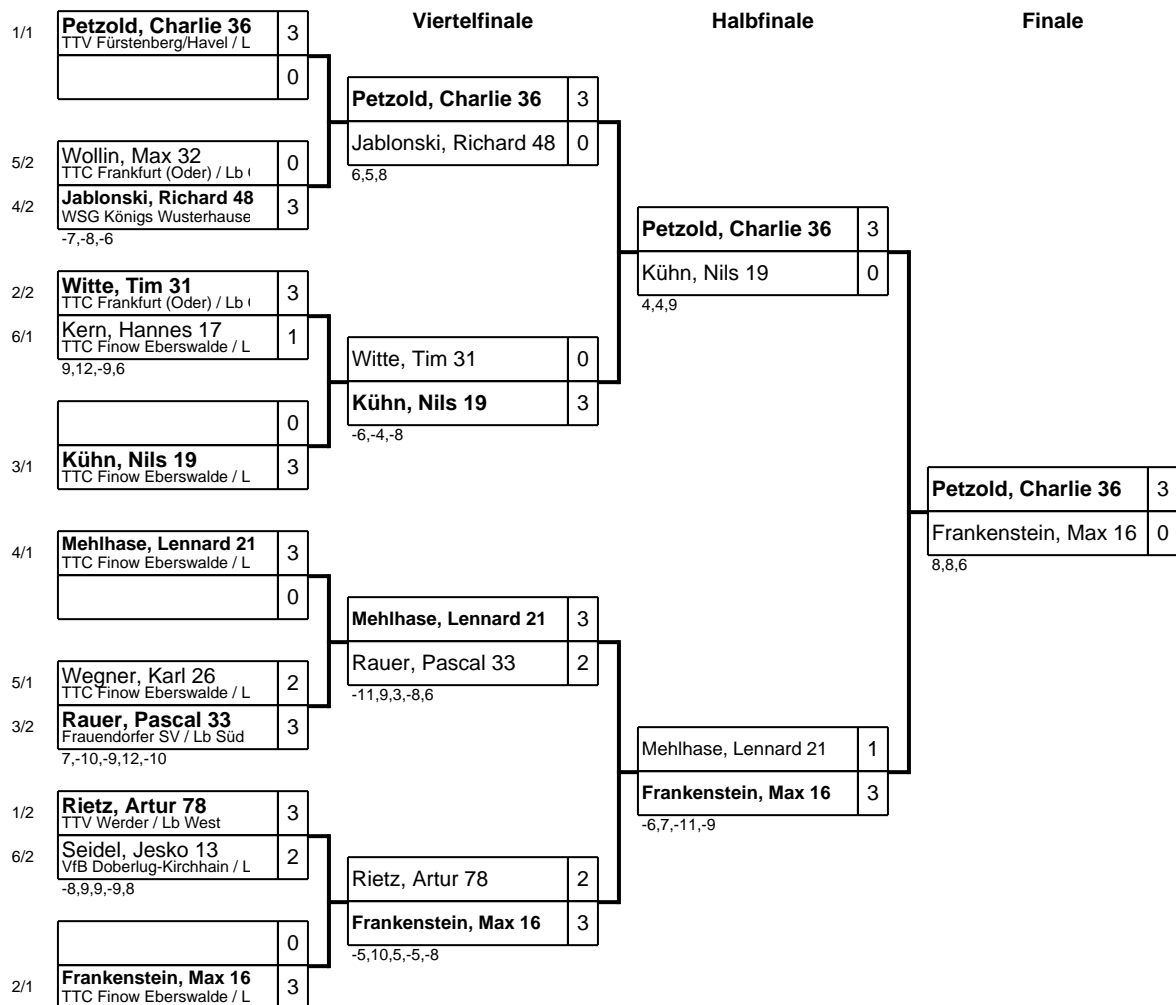 Viertelfinale
Halbfinale
Finale
1/1
Petzold, Charlie 36
3
TTV Fürstenberg/Havel / L
0
5/2
Wollin, Max 32
0
TTC Frankfurt (Oder) / Lb
4/2
Jablonski, Richard 48
3
WSG Königs Wusterhause
-7,-8,-6
2/2
Witte, Tim 31
3
TTC Frankfurt (Oder) / Lb
6/1
Kern, Hannes 17
1
TTC Finow Eberswalde / L
9,12,-9,6
0
3/1
Kühn, Nils 19
3
TTC Finow Eberswalde / L
4/1
Mehlhase, Lennard 21
3
TTC Finow Eberswalde / L
0
5/1
Wegner, Karl 26
2
TTC Finow Eberswalde / L
3/2
Rauer, Pascal 33
3
Frauendorfer SV / Lb Süd
7,-10,-9,12,-10
1/2
Rietz, Artur 78
3
TTV Werder / Lb West
6/2
Seidel, Jesko 13
2
VfB Doberlug-Kirchhain / L
-8,9,9,-9,8
0
2/1
Frankenstein, Max 16
3
TTC Finow Eberswalde / L
Petzold, Charlie 36
3
Jablonski, Richard 48
0
6,5,8
Witte, Tim 31
0
Kühn, Nils 19
3
-6,-4,-8
Mehlhase, Lennard 21
3
Rauer, Pascal 33
2
-11,9,3,-8,6
Rietz, Artur 78
2
Frankenstein, Max 16
3
-5,10,5,-5,-8
Petzold, Charlie 36
3
Kühn, Nils 19
0
4,4,9
Mehlhase, Lennard 21
1
Frankenstein, Max 16
3
-6,7,-11,-9
Petzold, Charlie 36
3
Frankenstein, Max 16
0
8,8,6